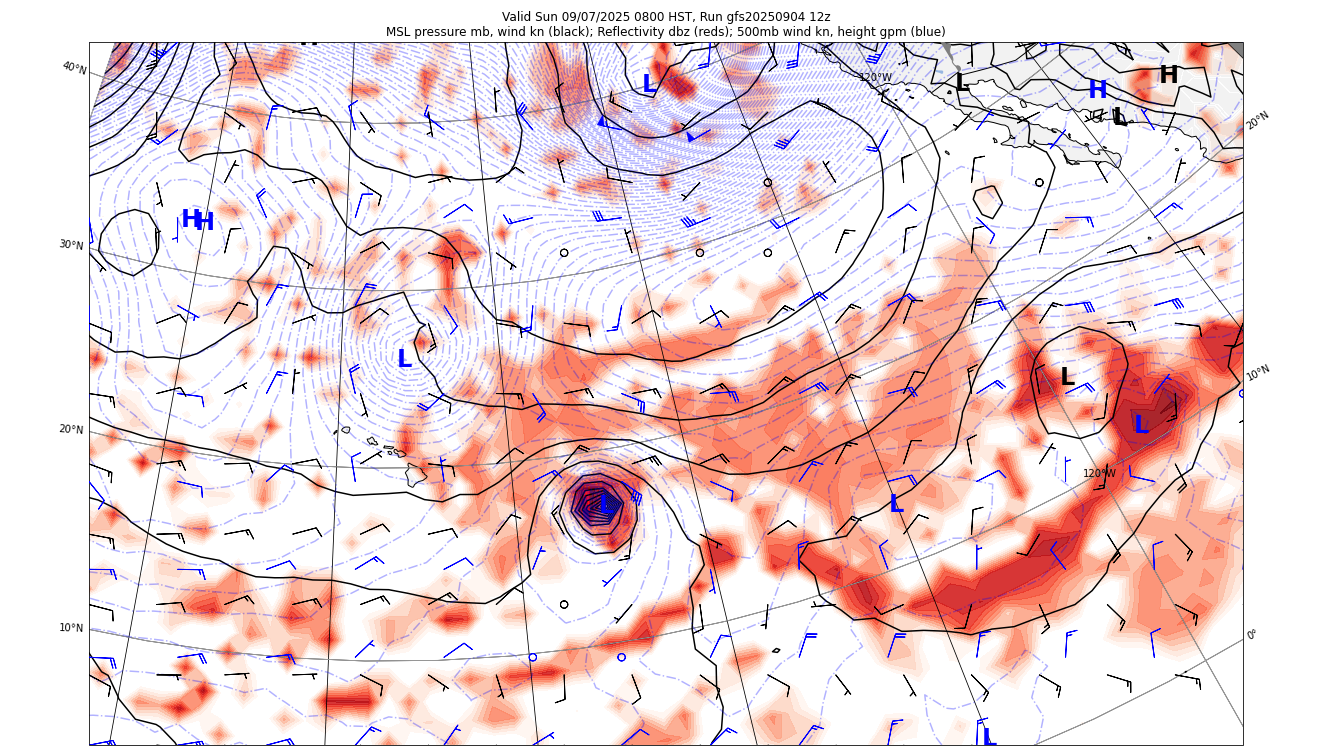 Valid Sun 09/07/2025 0800 HST, Run gfs20250904 12z
MSL pressure mb, wind kn (black); Reflectivity dbz (reds); 500mb wind kn, height gpm (blue)
40°N
L
120°W
L
H
H
L
20°N
HH
30°N
L
L
10°N
20°N
L
120°W
L
L
10°N
0°
L